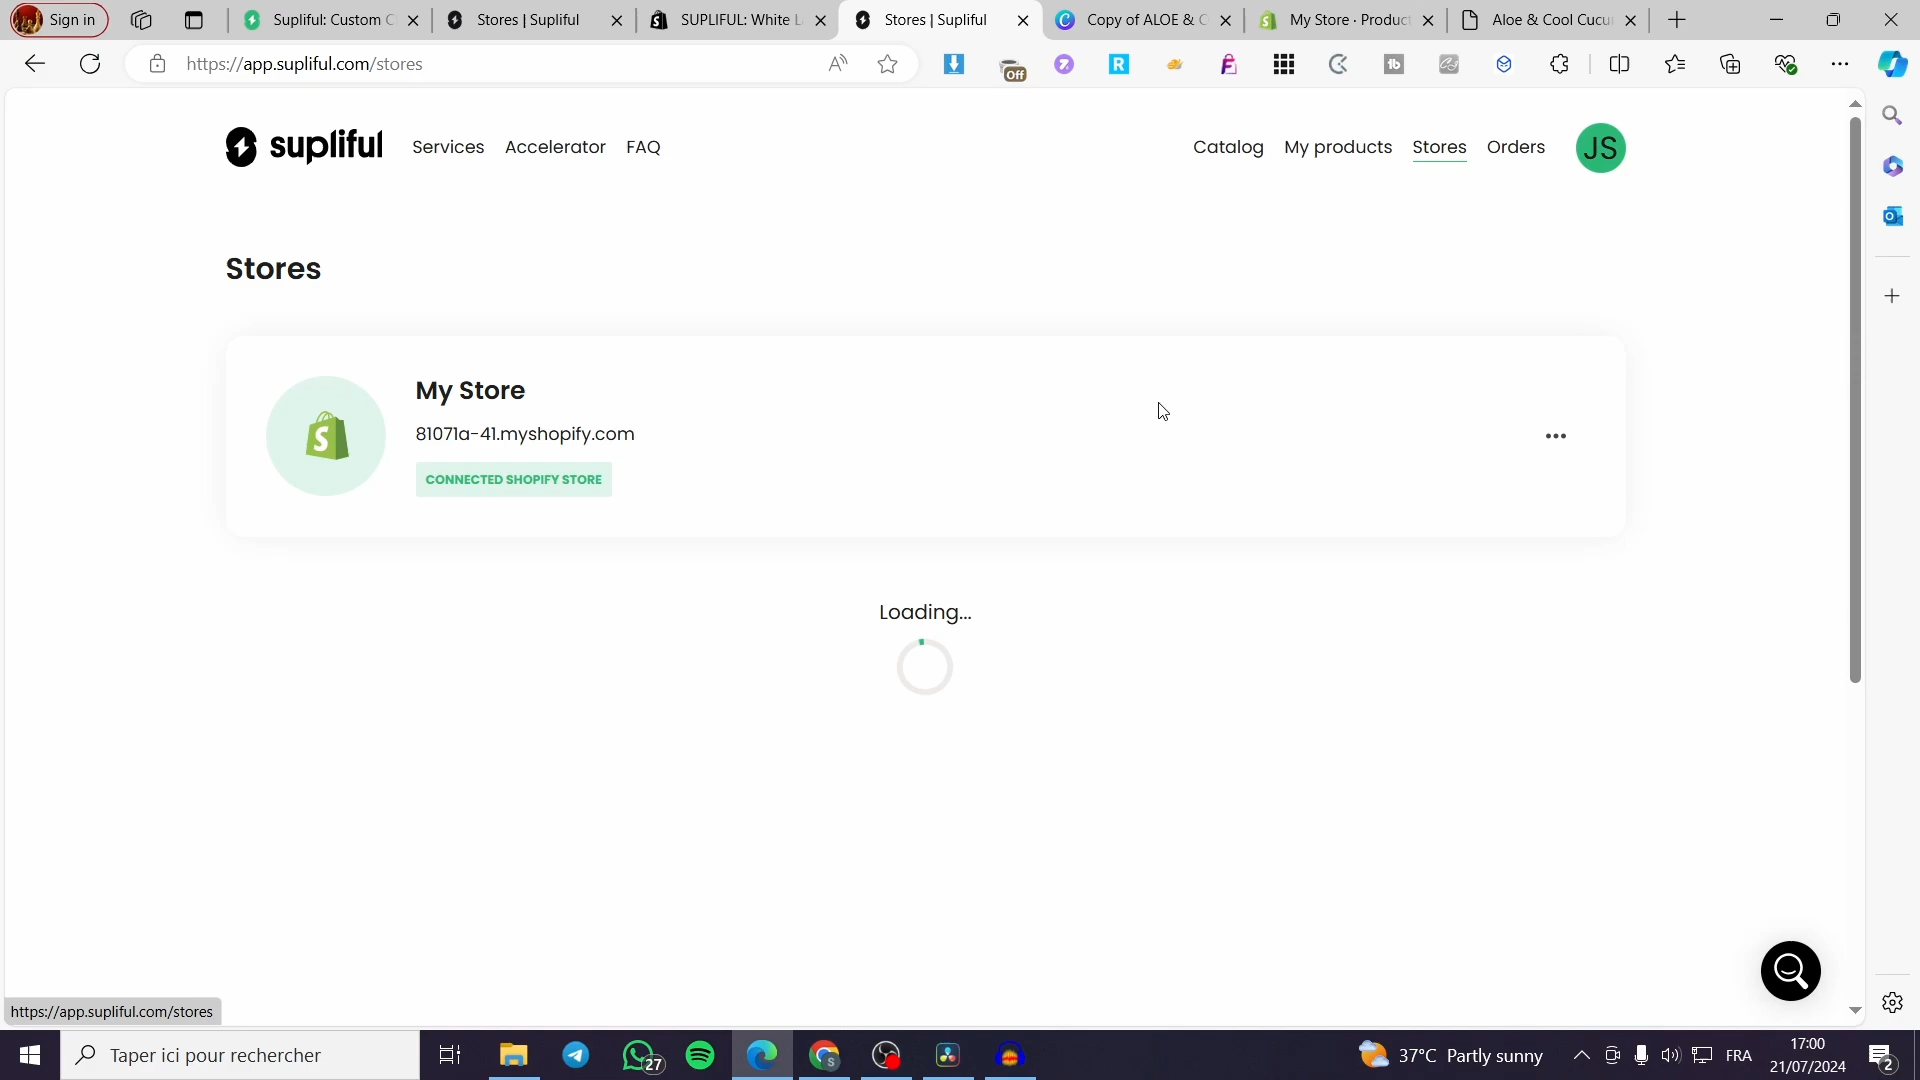 Sign in
Supliful: Custom C
Stores | Supliful
SUPLIFUL: White L
Stores | Supliful
Copy of ALOE & C
My Store · Product
Aloe & Cool Cucu
https://app.supliful.com/stores
Off
supliful
Services
Accelerator
FAQ
Catalog
My products
Stores
Orders
JS
Stores
My Store
81071a-41.myshopify.com
CONNECTED SHOPIFY STORE
Loading...
https://app.supliful.com/stores
Taper ici pour rechercher
27
37°C Partly sunny
FRA
17:00
21/07/2024
2